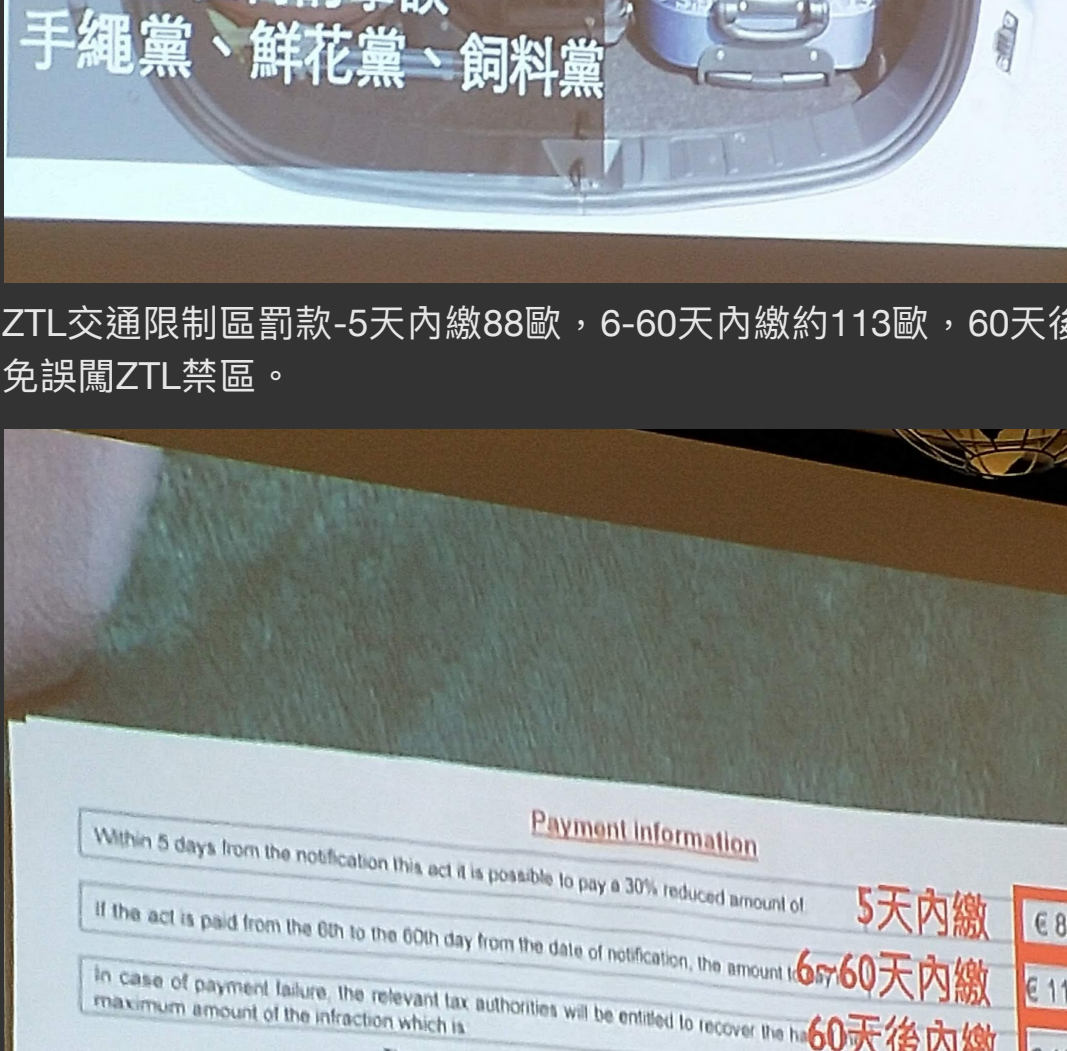 手繩黨、鮮花黨、飼料黨
ZTL交通限制區罰款-5天內繳88歐，6-60天內繳約113歐，60天後
免誤闖ZTL禁區。
Payment information
Within 5 days from the notification this act it is possible to pay a 30% reduced amount of
5天內繳
€ 8
If the act is paid from the 6th to the 60th day from the date of notification, the amount
6~60天內繳
€ 11
in case of payment failure, the relevant tax authorities will be entitled to recover the
60天後內繳
maximum amount of the infraction which is